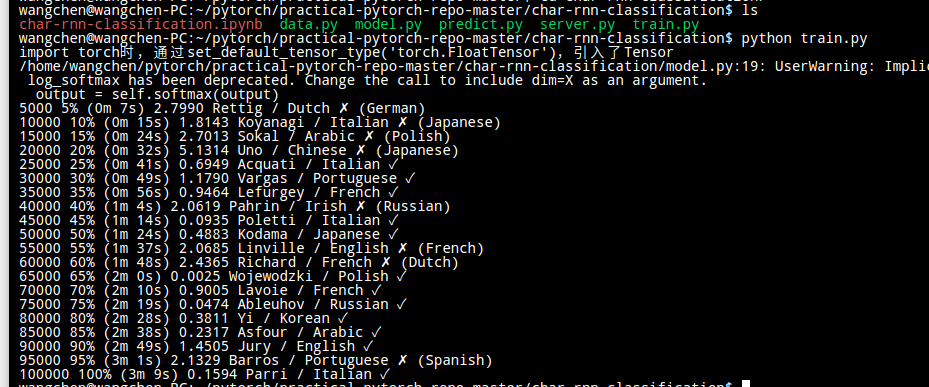 wangchen@wangchen-PC:~/pytorch/practical-pytorch-repo-master/char-rnn-classification$ ls
char-rnn-classification.ipynb data.py model.py predict.py server.py train.py
wangchen@wangchen-PC:~/pytorch/practical-pytorch-repo-master/char-rnn-classification$ python train.py
import torch时, 通过set_default_tensor_type('torch.FloatTensor'), 引入了Tensor
/home/wangchen/pytorch/practical-pytorch-repo-master/char-rnn-classification/model.py:19: UserWarning: Implic
log_softmax has been deprecated. Change the call to include dim=X as an argument.
output = self.softmax(output)
5000 5% (0m 7s) 2.7990 Rettig / Dutch ✗ (German)
10000 10% (0m 15s) 1.8143 Koyanagi / Italian ✗ (Japanese)
15000 15% (0m 24s) 2.7013 Sokal / Arabic ✗ (Polish)
20000 20% (0m 32s) 5.1314 Uno / Chinese ✗ (Japanese)
25000 25% (0m 41s) 0.6949 Acquati / Italian ✓
30000 30% (0m 49s) 1.1790 Vargas / Portuguese ✓
35000 35% (0m 56s) 0.9464 Lefurgey / French ✓
40000 40% (1m 4s) 2.0619 Pahrin / Irish ✗ (Russian)
45000 45% (1m 14s) 0.0935 Poletti / Italian ✓
50000 50% (1m 24s) 0.4883 Kodama / Japanese ✓
55000 55% (1m 37s) 2.0685 Linville / English ✗ (French)
60000 60% (1m 48s) 2.4365 Richard / French ✗ (Dutch)
65000 65% (2m 0s) 0.0025 Wojewodzki / Polish ✓
70000 70% (2m 10s) 0.9005 Lavoie / French ✓
75000 75% (2m 19s) 0.0474 Ableuhov / Russian ✓
80000 80% (2m 28s) 0.3811 Yi / Korean ✓
85000 85% (2m 38s) 0.2317 Asfour / Arabic ✓
90000 90% (2m 49s) 1.4505 Jury / English ✓
95000 95% (3m 1s) 2.1329 Barros / Portuguese ✗ (Spanish)
100000 100% (3m 9s) 0.1594 Parri / Italian ✓